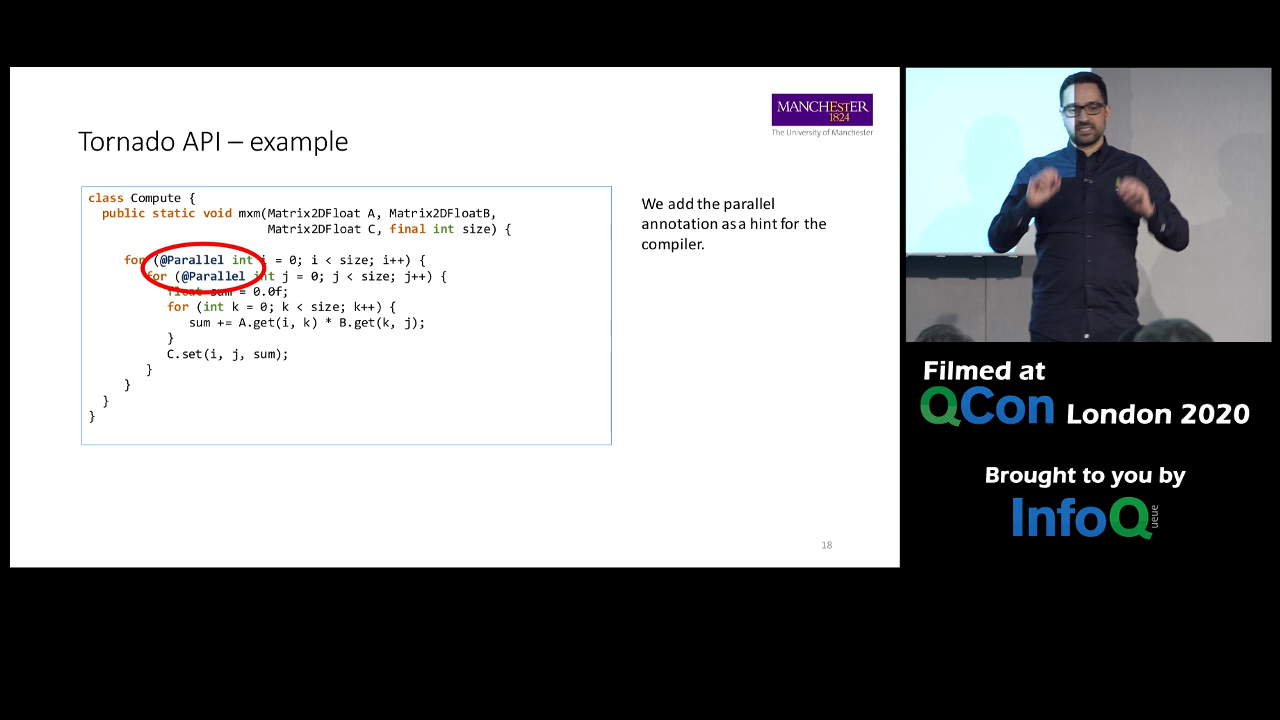 MANCHESTER
1824
The University of Manchester
Tornado API – example
class Compute {
public static void mxm(Matrix2DFloat A, Matrix2DFloatB,
Matrix2DFloat C, final int size) {
for (@Parallel int i = 0; i < size; i++) {
for (@Parallel int j = 0; j < size; j++) {
float sum = 0.0f;
for (int k = 0; k < size; k++) {
sum += A.get(i, k) * B.get(k, j);
}
C.set(i, j, sum);
}
}
}
}
We add the parallel
annotation as a hint for the
compiler.
18
Filmed at
QCon London 2020
Brought to you by
InfoQ
ueue